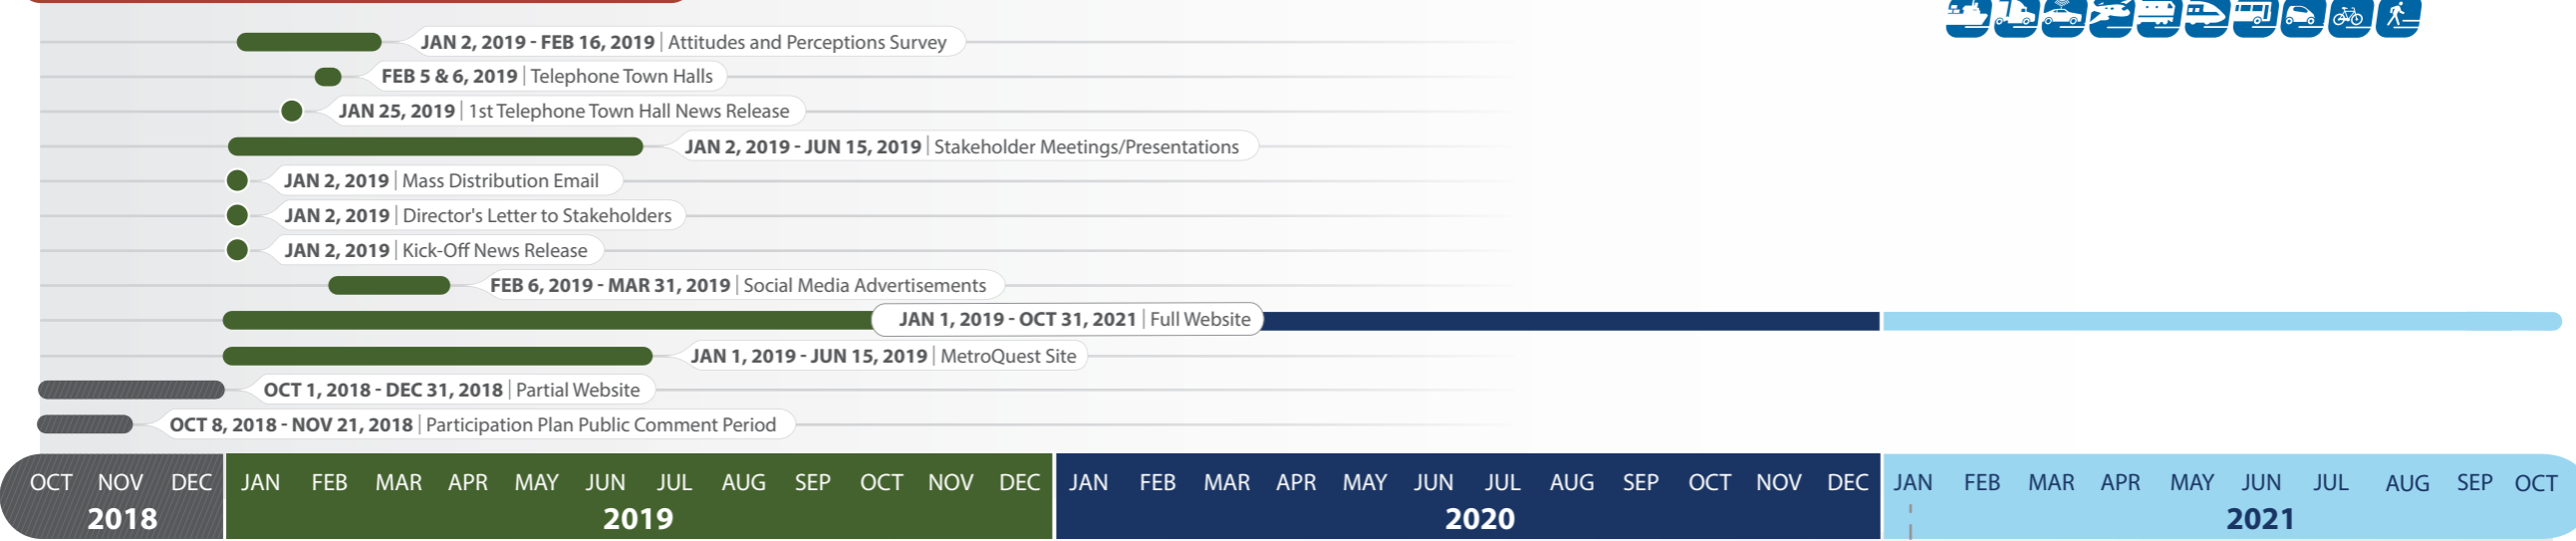 JAN 2, 2019 - FEB 16, 2019 | Attitudes and Perceptions Survey
FEB 5 & 6, 2019 | Telephone Town Halls
JAN 25, 2019 | 1st Telephone Town Hall News Release
JAN 2, 2019 - JUN 15, 2019 | Stakeholder Meetings/Presentations
JAN 2, 2019 | Mass Distribution Email
JAN 2, 2019 | Director's Letter to Stakeholders
JAN 2, 2019 | Kick-Off News Release
FEB 6, 2019 - MAR 31, 2019 | Social Media Advertisements
JAN 1, 2019 - OCT 31, 2021 | Full Website
JAN 1, 2019 - JUN 15, 2019 | MetroQuest Site
OCT 1, 2018 - DEC 31, 2018 | Partial Website
OCT 8, 2018 - NOV 21, 2018 | Participation Plan Public Comment Period
OCT NOV DEC JAN FEB MAR APR MAY JUN JUL AUG SEP OCT NOV DEC JAN FEB MAR APR MAY JUN JUL AUG SEP OCT NOV DEC JAN FEB MAR APR MAY JUN JUL AUG SEP OCT
2018 2019 2020 2021